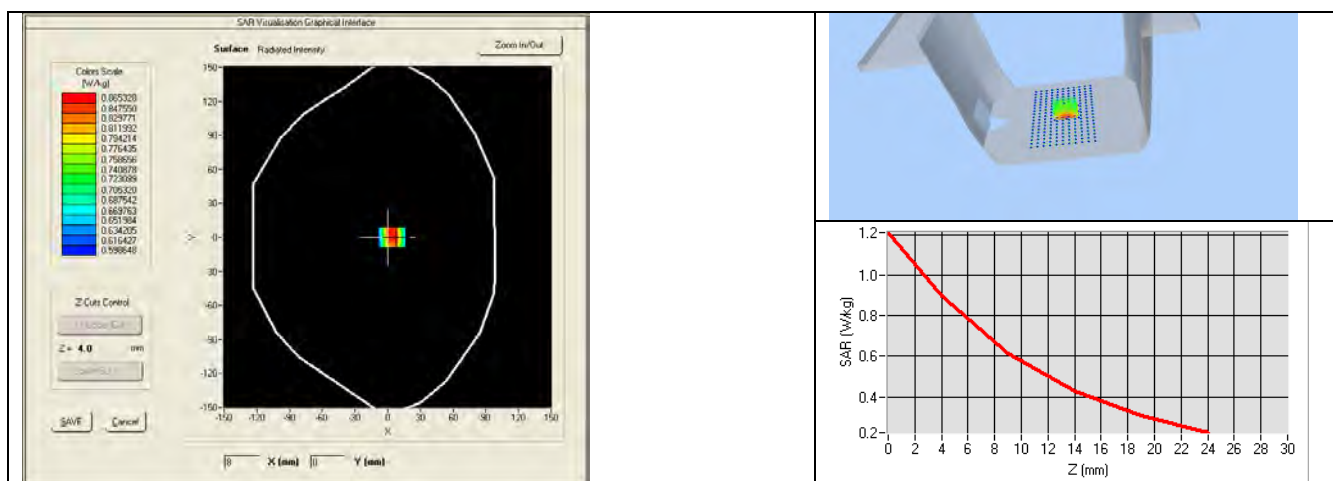 SAR Visualisation Graphical Interface
Surface Radiated Intensity
Zoom In/Out
Colors Scale
(W/kg)
0.865328
0.847550
0.829771
0.811992
0.794214
0.776435
0.758656
0.740878
0.723099
0.705320
0.687542
0.669763
0.651984
0.634205
0.616427
0.598648
150
120
90
60
30
0
-30
-60
-90
-120
-150
Y
-150 -120 -90 -60 -30 0 30 60 90 120 150
X
Z Cuts Control
Z = 4.0 mm
SAVE Cancel
8 X (mm) 0 Y (mm)
1.2
1.0
0.8
0.6
0.4
0.2
SAR (W/kg)
0 2 4 6 8 10 12 14 16 18 20 22 24 26 28 30
Z (mm)